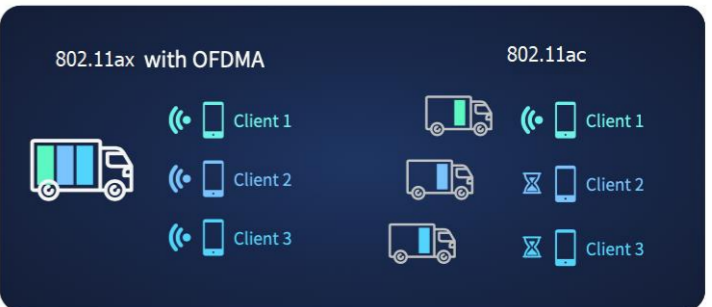 802.11ax with OFDMA
Client 1
Client 2
Client 3
802.11ac
Client 1
Client 2
Client 3